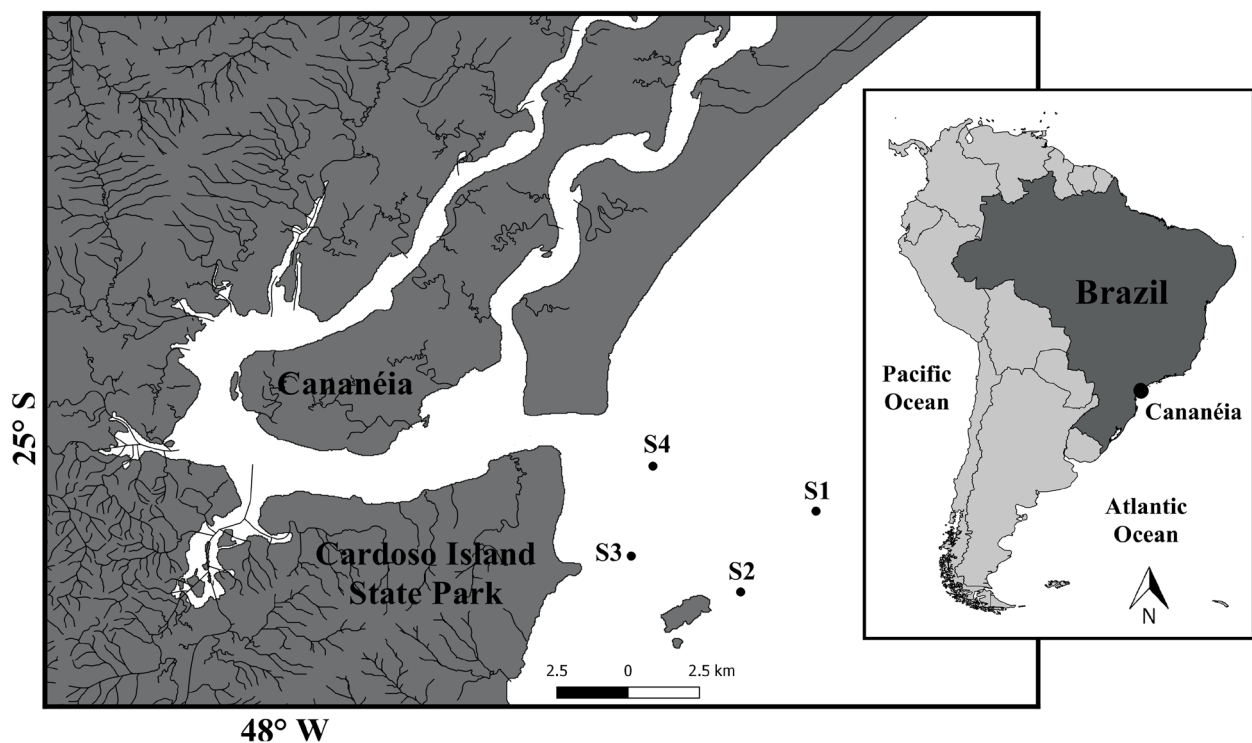 Brazil
Cananéia
Pacific
Ocean
Cananéia
25° S
S4
S1
Atlantic
Ocean
Cardoso Island
State Park
S3
S2
N
2.5 0 2.5 km
48° W